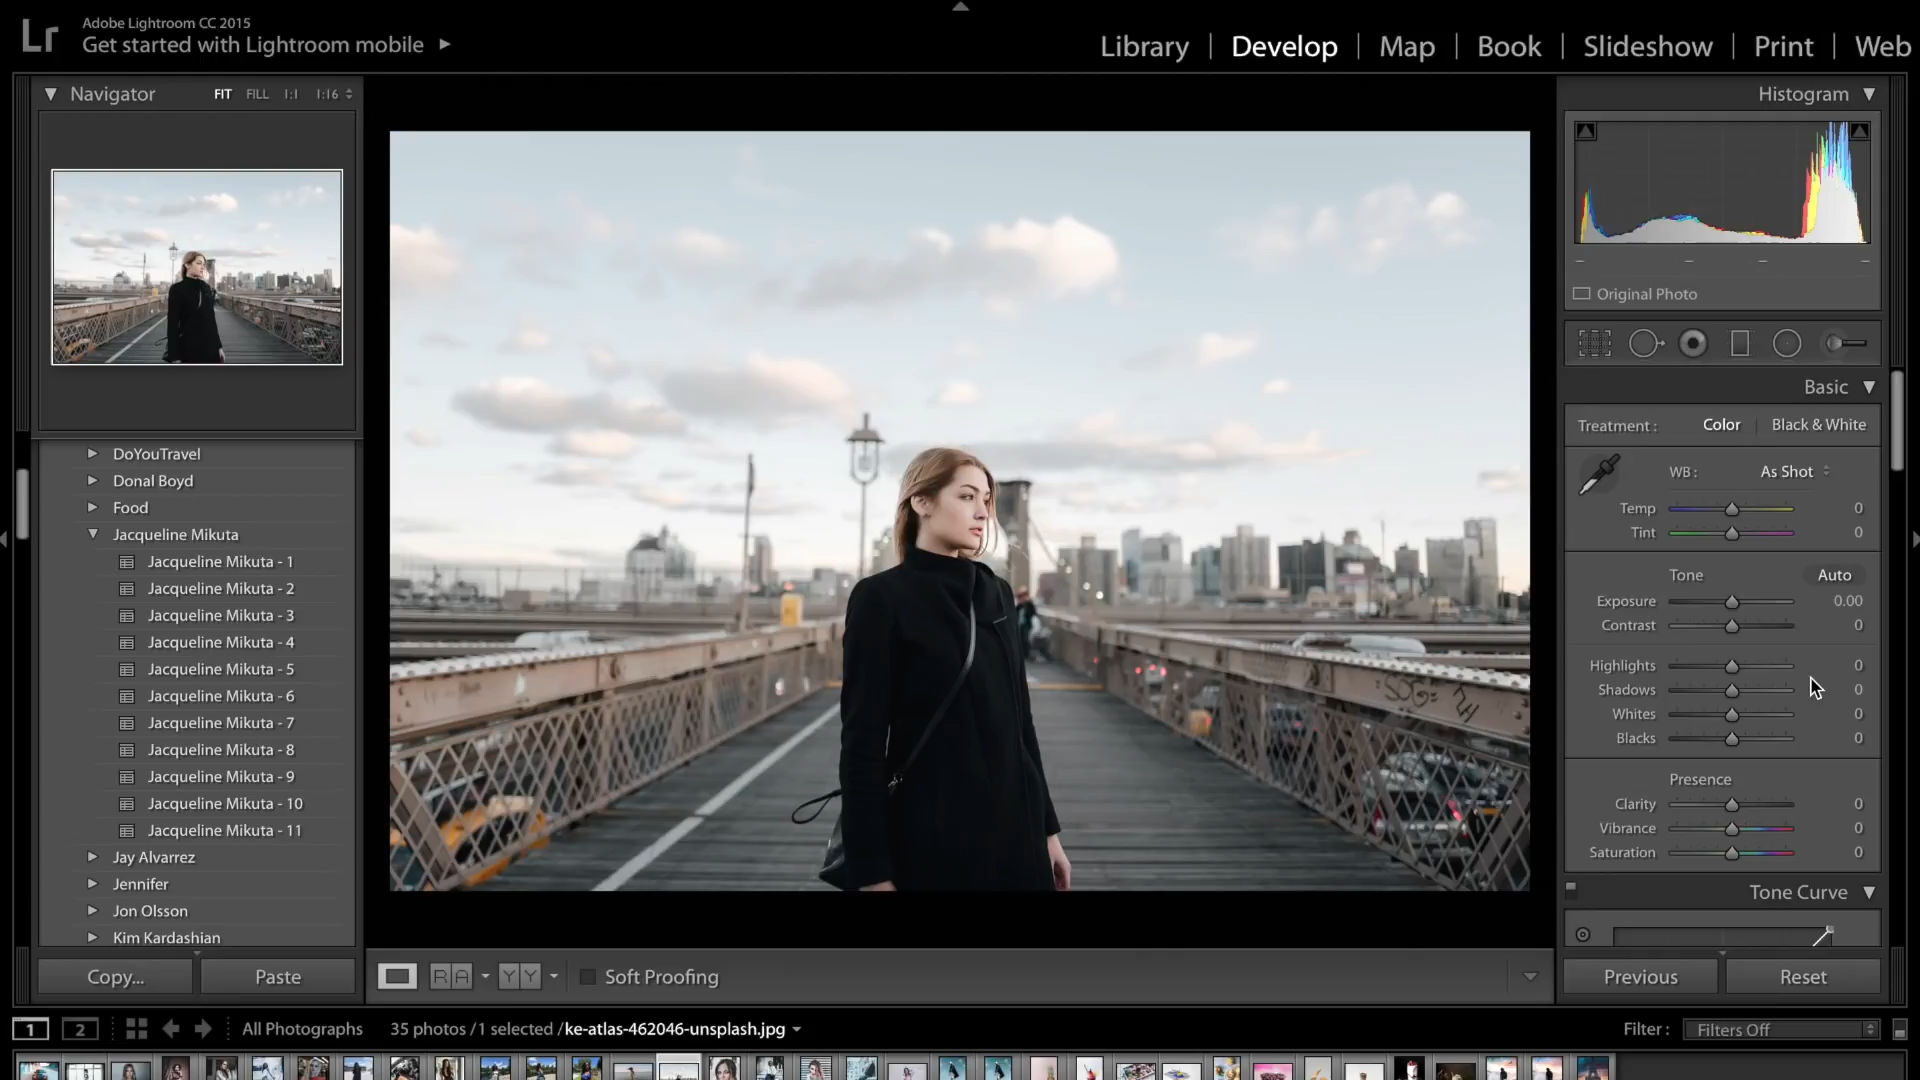 Lr
Adobe Lightroom CC 2015
Get started with Lightroom mobile
Library | Develop | Map | Book | Slideshow | Print | Web
Navigator FIT FILL 1:1 1:16
DoYouTravel
Donal Boyd
Food
Jacqueline Mikuta
Jacqueline Mikuta - 1
Jacqueline Mikuta - 2
Jacqueline Mikuta - 3
Jacqueline Mikuta - 4
Jacqueline Mikuta - 5
Jacqueline Mikuta - 6
Jacqueline Mikuta - 7
Jacqueline Mikuta - 8
Jacqueline Mikuta - 9
Jacqueline Mikuta - 10
Jacqueline Mikuta - 11
Jay Alvarrez
Jennifer
Jon Olsson
Kim Kardashian
Copy... Paste
R A Y Y Soft Proofing
Histogram
Original Photo
Basic
Treatment : Color | Black & White
WB : As Shot
Temp 0
Tint 0
Tone Auto
Exposure 0.00
Contrast 0
Highlights 0
Shadows 0
Whites 0
Blacks 0
Presence
Clarity 0
Vibrance 0
Saturation 0
Tone Curve
Previous Reset
1 2 All Photographs 35 photos / 1 selected / ke-atlas-462046-unsplash.jpg Filter : Filters Off